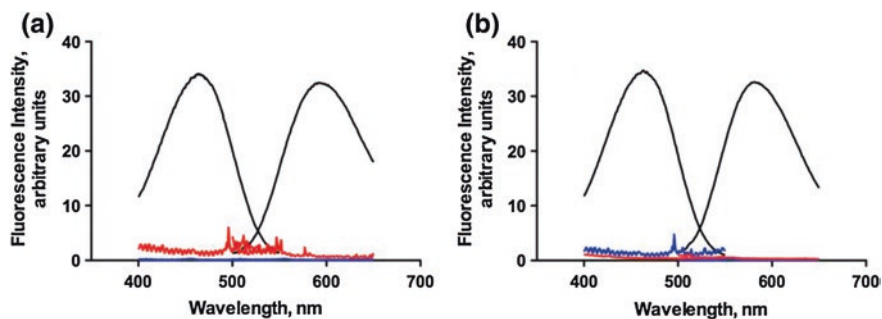 (a)
Fluorescence Intensity,
arbitrary units
40
30
20
10
0
400
500
600
700
Wavelength, nm
(b)
Fluorescence Intensity,
arbitrary units
40
30
20
10
0
400
500
600
700
Wavelength, nm